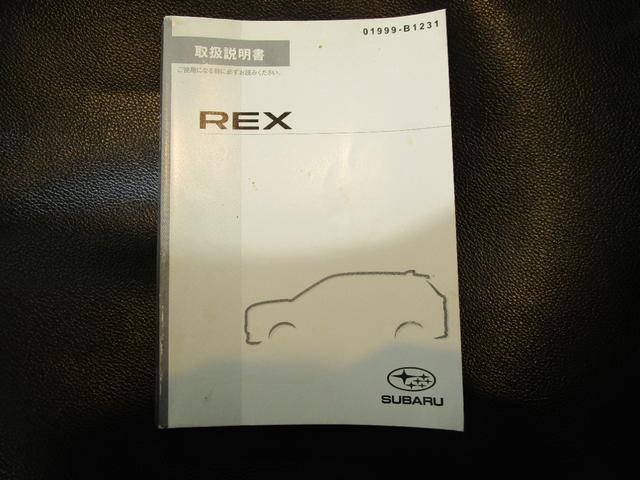 01999-B1231
取扱説明書
ご使用になる前に必ずお読みください。
REX
SUBARU